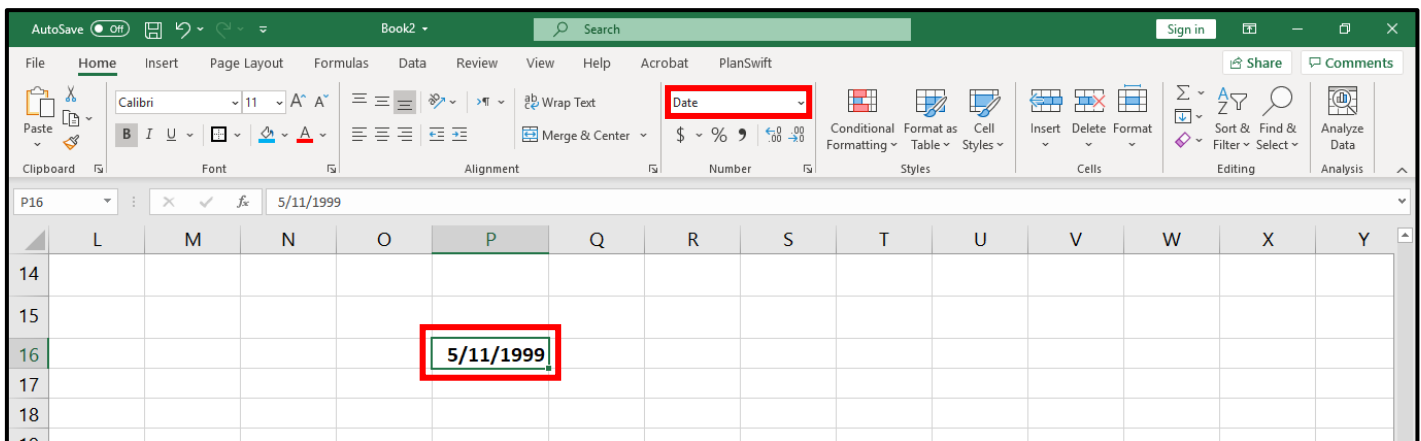 AutoSave Off Book2 Search Sign in
File Home Insert Page Layout Formulas Data Review View Help Acrobat PlanSwift Share Comments
Paste
Calibri 11 A^ A˅
B I U A
ab Wrap Text
Merge & Center
Date
$ % 9 .00 .00
Conditional Formatting
Format as Table
Cell Styles
Insert Delete Format
Sort & Filter
Find & Select
Analyze Data
Clipboard Font Alignment Number Styles Cells Editing Analysis
P16 fx 5/11/1999
L M N O P Q R S T U V W X Y
14
15
16 5/11/1999
17
18